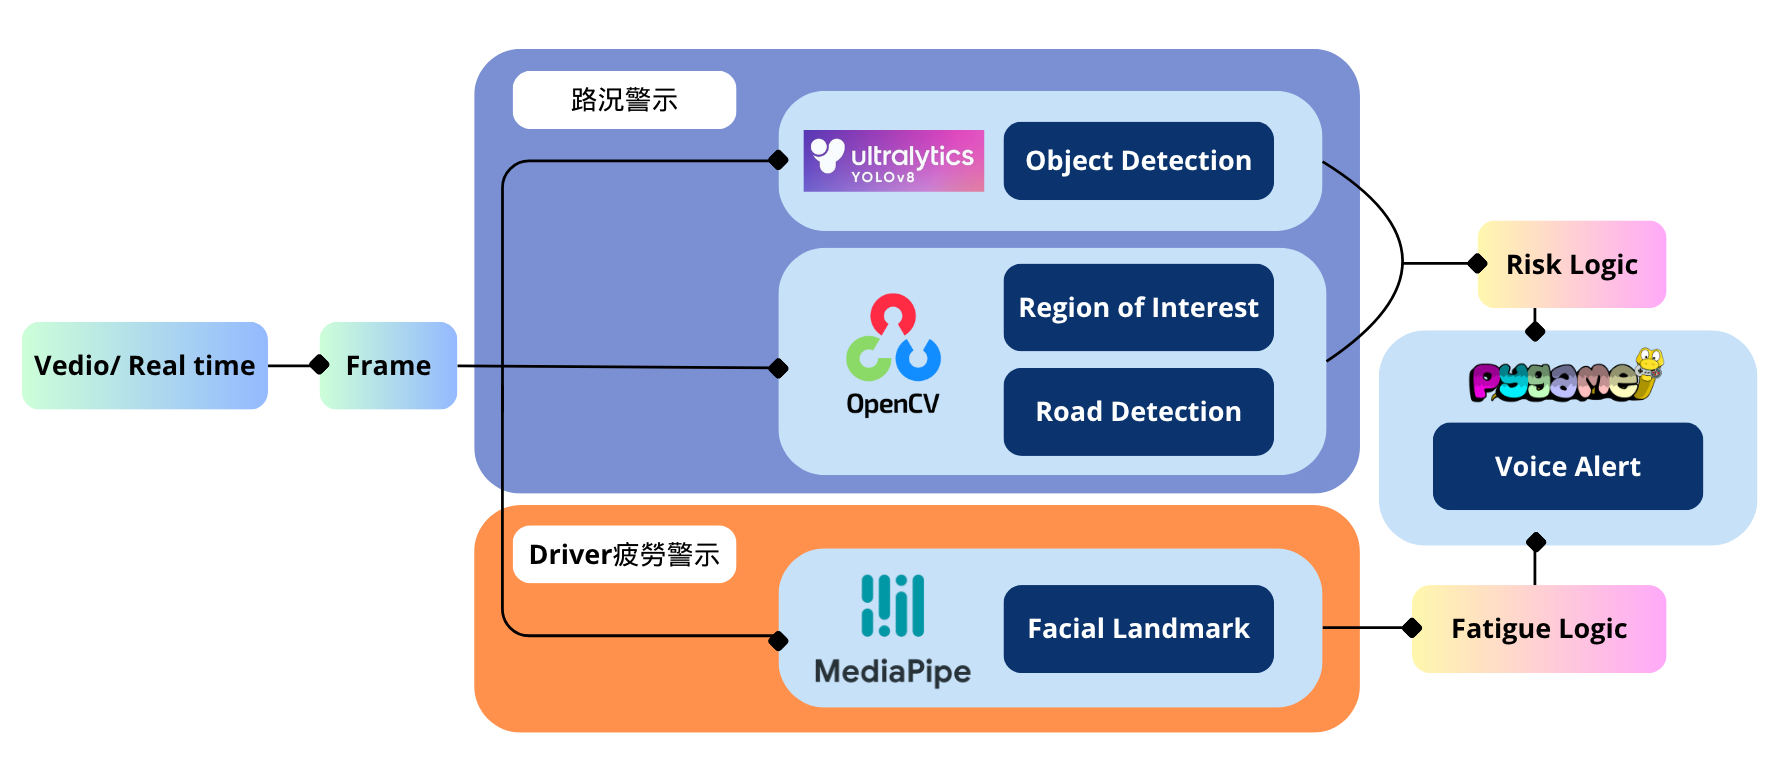 路況警示
ultralytics
YOLOv8
Object Detection
Region of Interest
OpenCV
Road Detection
Vedio/ Real time
Frame
Risk Logic
pygame
Voice Alert
Driver疲勞警示
MediaPipe
Facial Landmark
Fatigue Logic